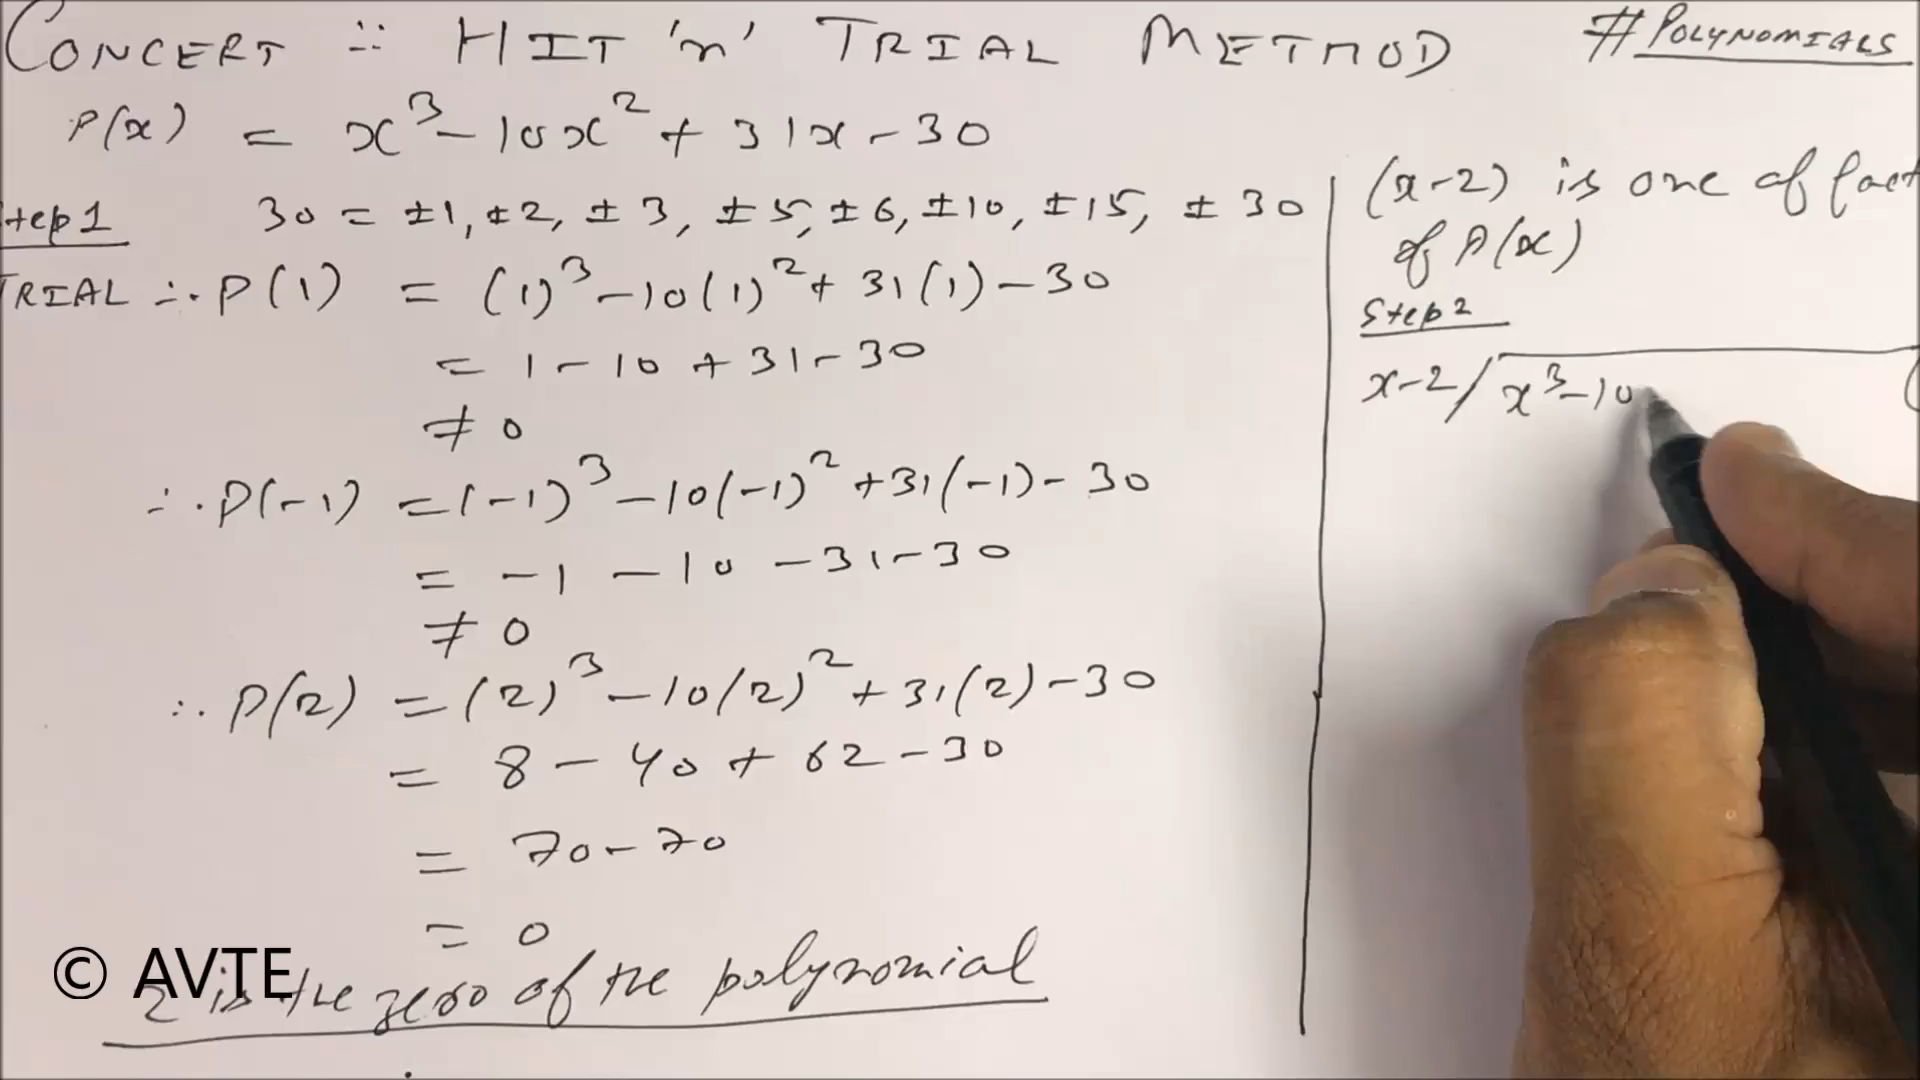 CONCERT :- HIT 'n' TRIAL METHOD
#POLYNOMIALS
P(x) = x³ - 10x² + 31x - 30
Step 1 30 = ±1, ±2, ±3, ±5, ±6, ±10, ±15, ±30
TRIAL ∴ P(1) = (1)³ - 10(1)² + 31(1) - 30
= 1 - 10 + 31 - 30
≠ 0
∴ P(-1) = (-1)³ - 10(-1)² + 31(-1) - 30
= -1 - 10 - 31 - 30
≠ 0
∴ P(2) = (2)³ - 10(2)² + 31(2) - 30
= 8 - 40 + 62 - 30
= 70 - 70
= 0
2 is the zero of the polynomial
(x-2) is one of fact
of P(x)
Step 2
x-2 / x³ - 10
© AVTE